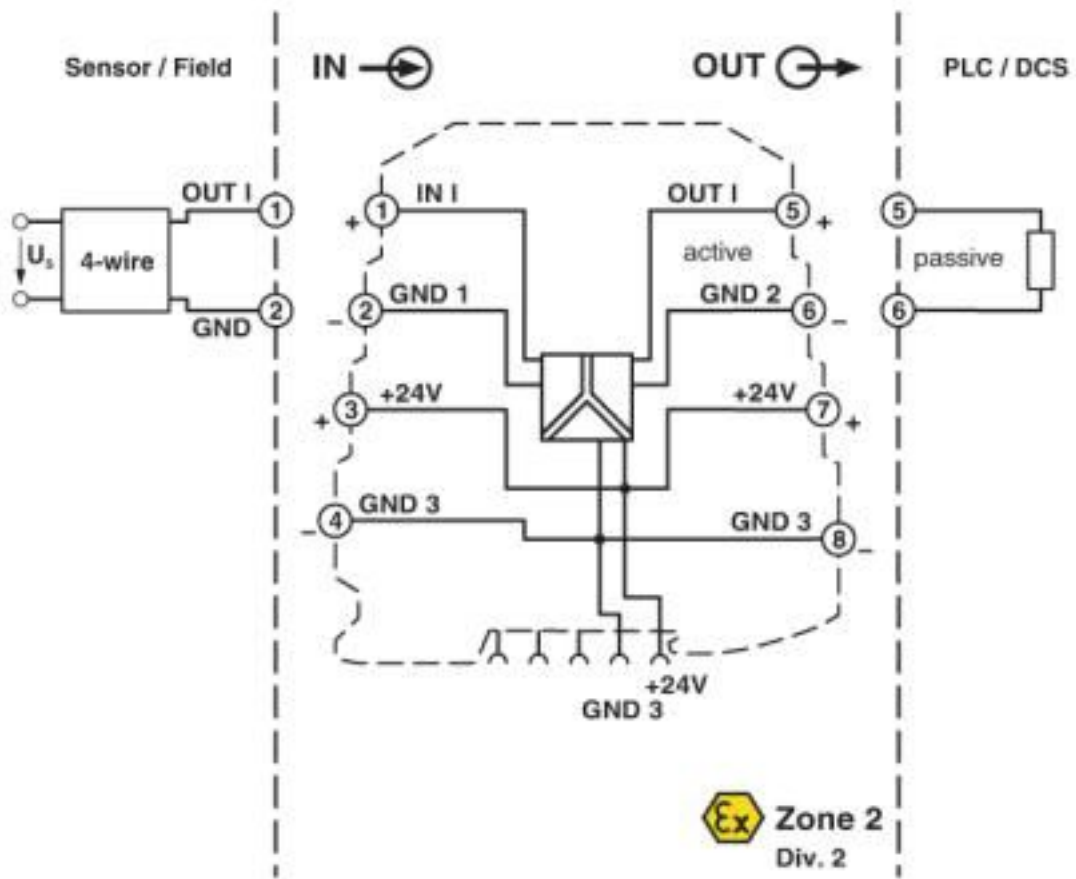 Sensor / Field
IN
OUT
PLC / DCS
OUT I
1
1
IN I
OUT I
5
5
+
+
Us
4-wire
active
passive
GND
2
2
GND 1
GND 2
6
6
-
-
3
+24V
+24V
7
+
+
4
GND 3
GND 3
8
-
-
+24V
GND 3
Ex
Zone 2
Div. 2